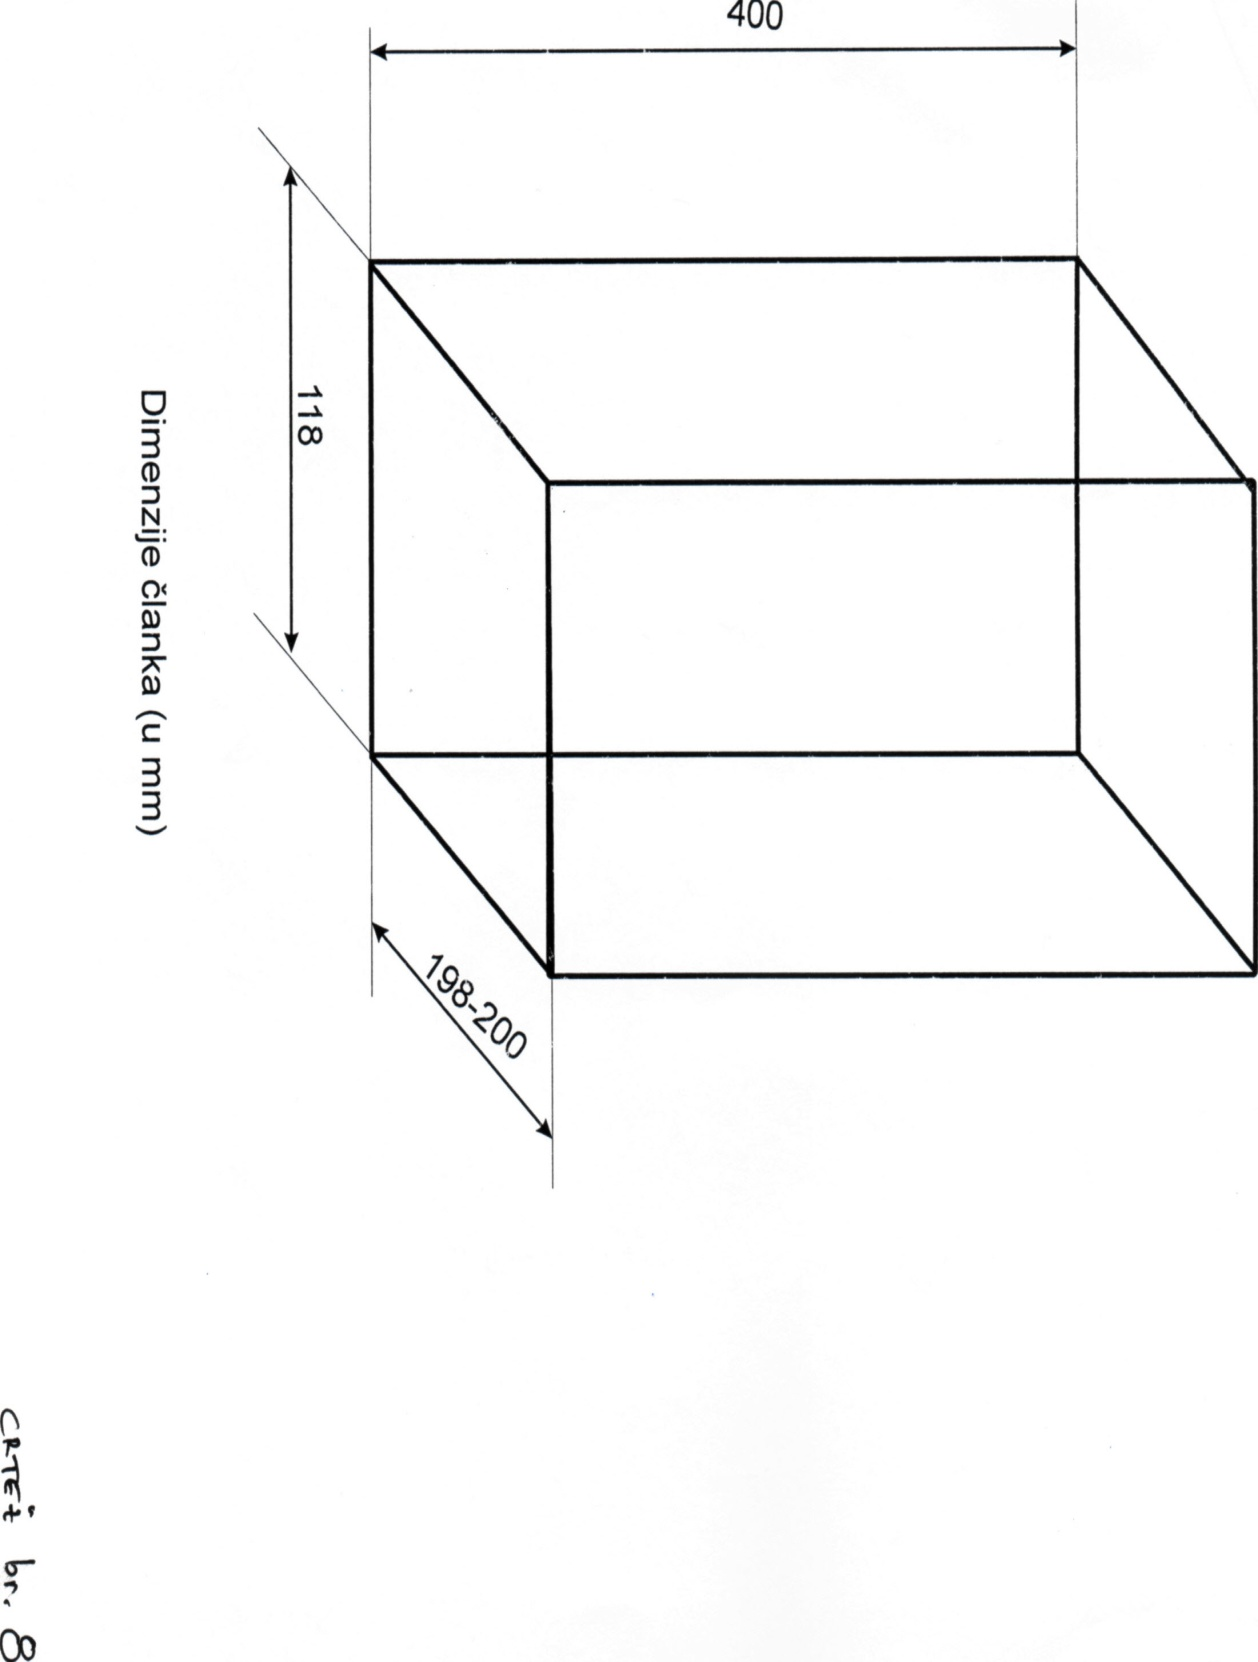 400
118
198-200
Dimenzije članka (u mm)
CRTEŽ br. 8